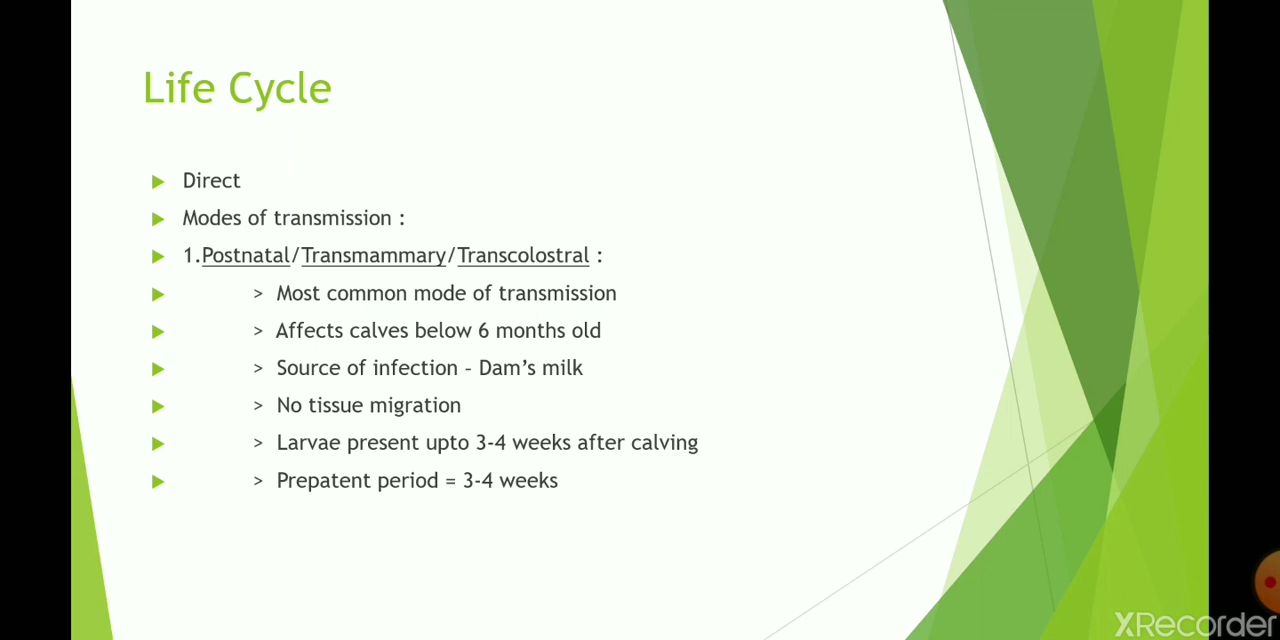 Life Cycle
Direct
Modes of transmission :
1.Postnatal/Transmammary/Transcolostral :
> Most common mode of transmission
> Affects calves below 6 months old
> Source of infection – Dam's milk
> No tissue migration
> Larvae present upto 3-4 weeks after calving
> Prepatent period = 3-4 weeks
XRecorder